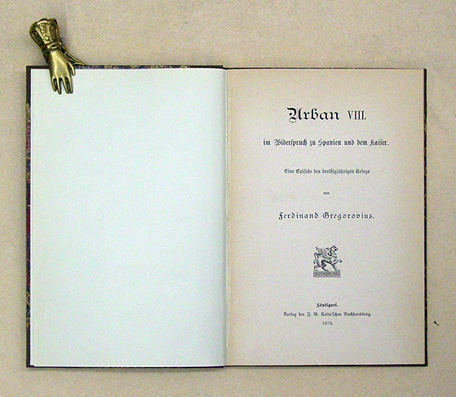 Urban VIII.
im Widerspruch zu Spanien und dem Kaiser.
Eine Episode des dreißigjährigen Kriegs
von
Ferdinand Gregorovius.
Stuttgart.
Verlag der J. G. Cotta'schen Buchhandlung.
1879.